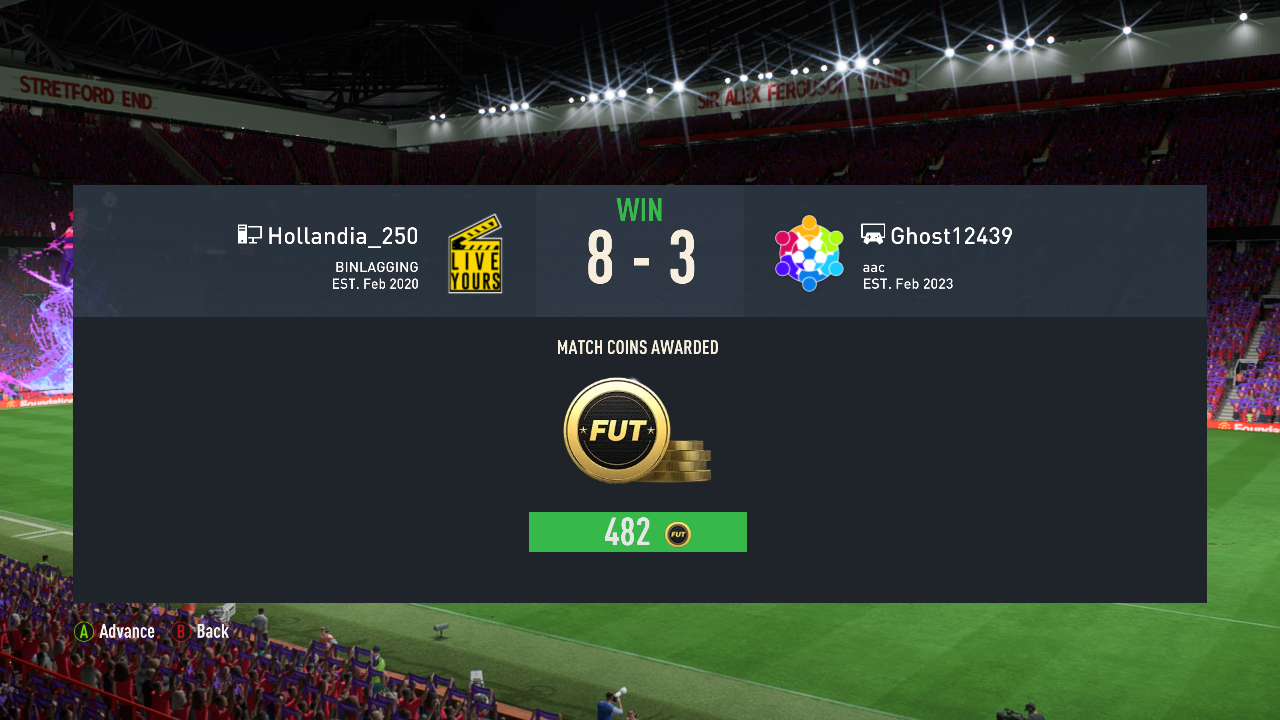 STRETFORD END
SIR ALEX FERGUSON STAND
WIN
Hollandia_250
8 - 3
Ghost12439
BINLAGGING
EST. Feb 2020
LIVE
YOURS
aac
EST. Feb 2023
MATCH COINS AWARDED
FUT
482
FUT
A Advance
B Back
Foundation